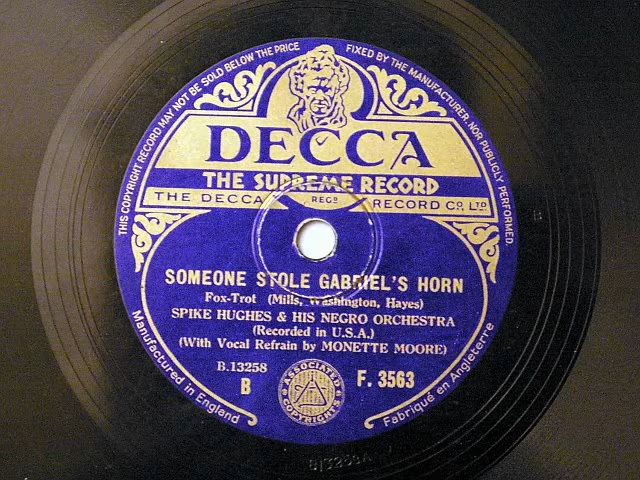 THIS COPYRIGHT RECORD MAY NOT BE SOLD BELOW THE PRICE FIXED BY THE MANUFACTURER, NOR PUBLICLY PERFORMED.
DECCA
THE SUPREME RECORD
THE DECCA REGD RECORD CO LTD
SOMEONE STOLE GABRIEL'S HORN
Fox-Trot (Mills, Washington, Hayes)
SPIKE HUGHES & HIS NEGRO ORCHESTRA
(Recorded in U.S.A.)
(With Vocal Refrain by MONETTE MOORE)
B.13258
B F. 3563
ASSOCIATED COPYRIGHTS
Manufactured in England
Fabriqué en Angleterre